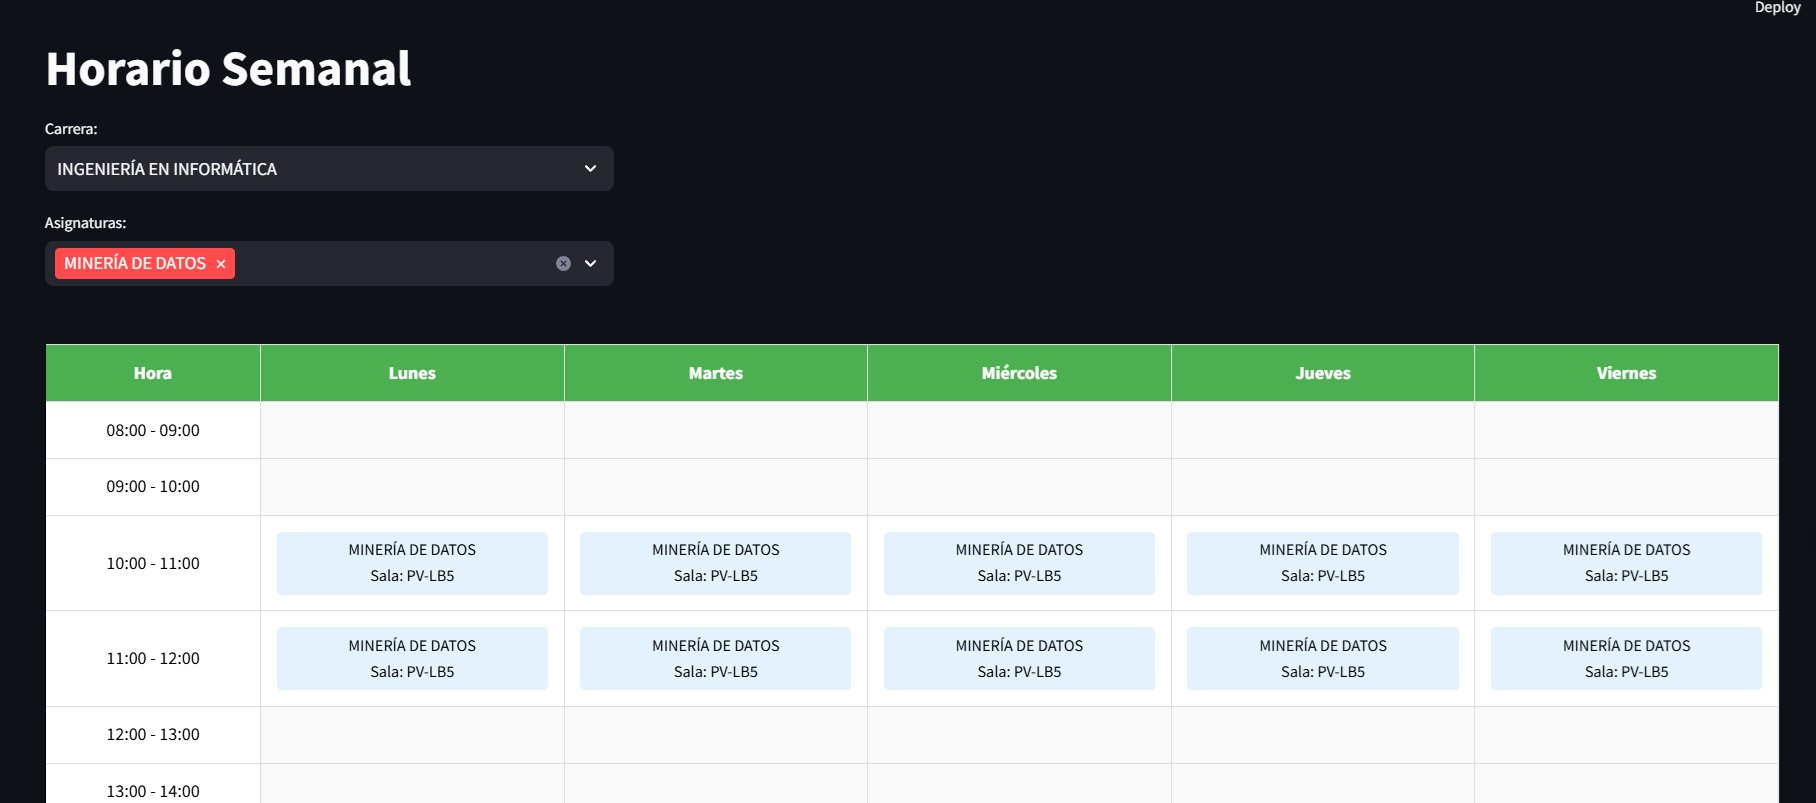 Deploy
Horario Semanal
Carrera:
INGENIERÍA EN INFORMÁTICA
Asignaturas:
MINERÍA DE DATOS ×
Hora Lunes Martes Miércoles Jueves Viernes
08:00 - 09:00
09:00 - 10:00
MINERÍA DE DATOS MINERÍA DE DATOS MINERÍA DE DATOS MINERÍA DE DATOS MINERÍA DE DATOS
10:00 - 11:00
Sala: PV-LB5 Sala: PV-LB5 Sala: PV-LB5 Sala: PV-LB5 Sala: PV-LB5
MINERÍA DE DATOS MINERÍA DE DATOS MINERÍA DE DATOS MINERÍA DE DATOS MINERÍA DE DATOS
11:00 - 12:00
Sala: PV-LB5 Sala: PV-LB5 Sala: PV-LB5 Sala: PV-LB5 Sala: PV-LB5
12:00 - 13:00
13:00 - 14:00